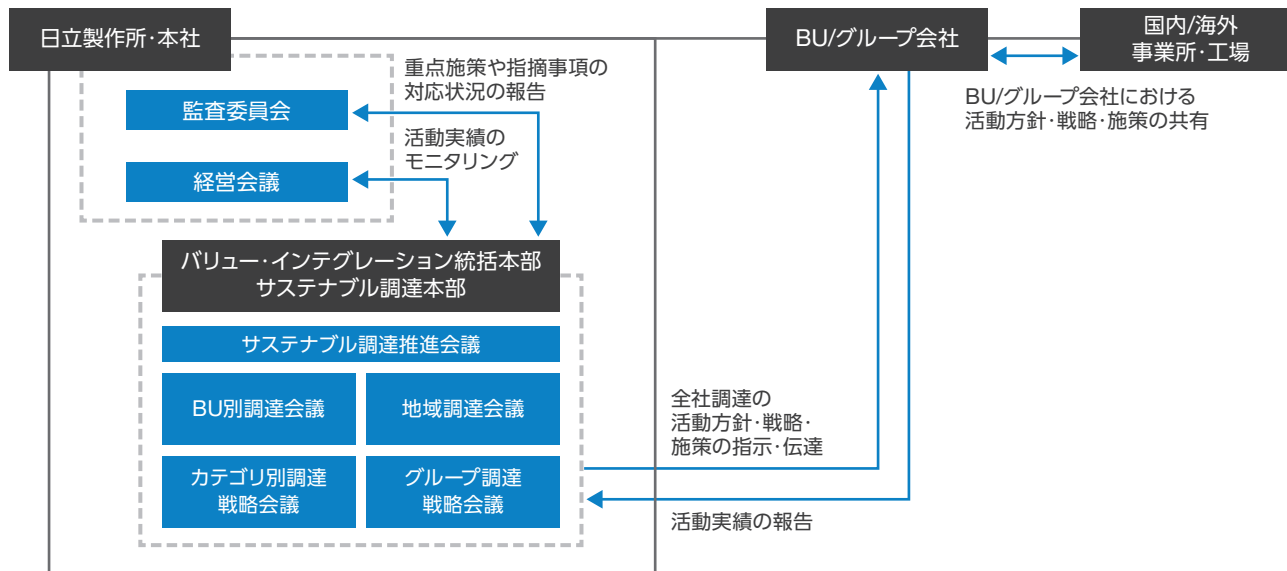 日立製作所・本社
BU/グループ会社
国内/海外
事業所・工場
重点施策や指摘事項の
対応状況の報告
監査委員会
活動実績の
モニタリング
経営会議
BU/グループ会社における
活動方針・戦略・施策の共有
バリュー・インテグレーション統括本部
サステナブル調達本部
サステナブル調達推進会議
BU別調達会議
地域調達会議
カテゴリ別調達
戦略会議
グループ調達
戦略会議
全社調達の
活動方針・戦略・
施策の指示・伝達
活動実績の報告